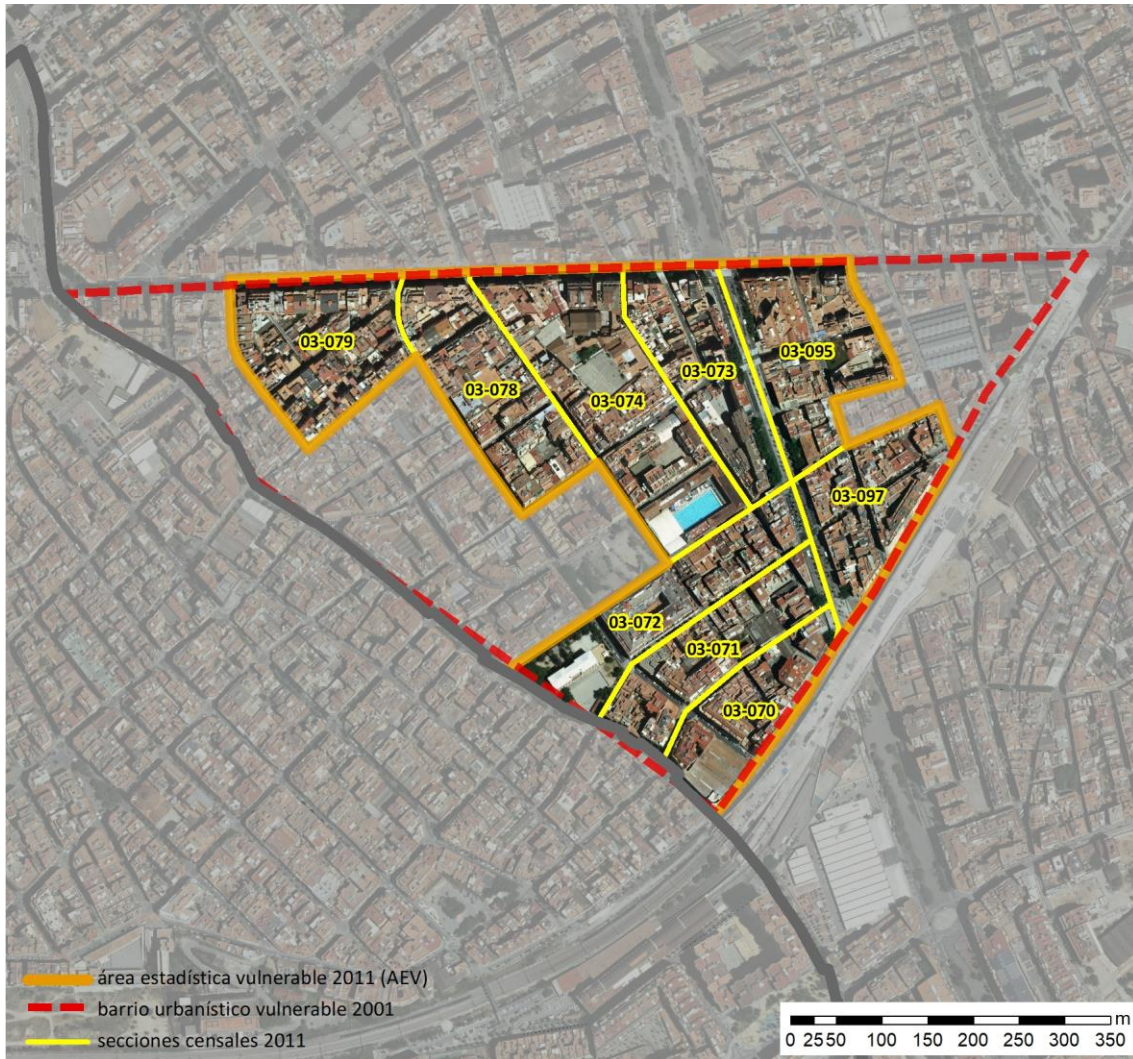 03-079
03-078
03-074
03-073
03-095
03-097
03-072
03-071
03-070
área estadística vulnerable 2011 (AEV)
barrio urbanístico vulnerable 2001
secciones censales 2011
m
0 25 50 100 150 200 250 300 350